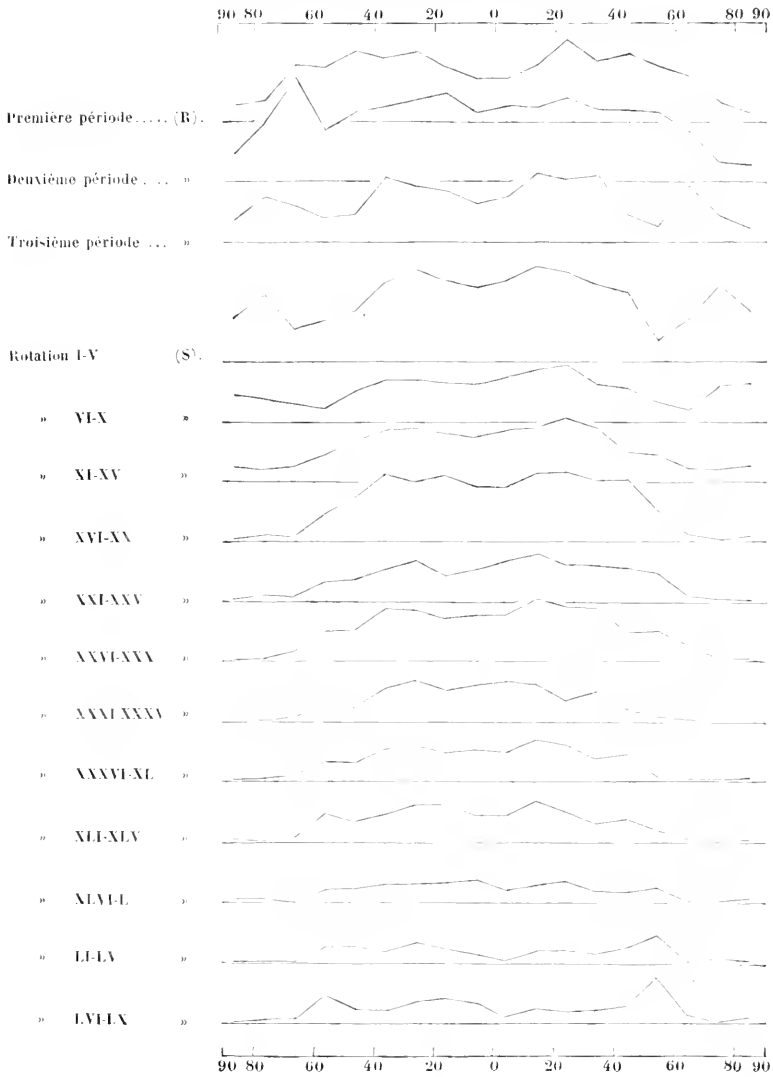 90 80 60 40 20 0 20 40 60 80 90
Première période ..... (R).
Deuxième période ... »
Troisième période ... »
Rotation I-V (S).
» VI-X »
» XI-XV »
» XVI-XX »
» XXI-XXV »
» XXVI-XXX »
» XXXI-XXXV »
» XXXVI-XL »
» XLI-XLV »
» XLVI-L »
» LI-LV »
» LVI-LX »
90 80 60 40 20 0 20 40 60 80 90